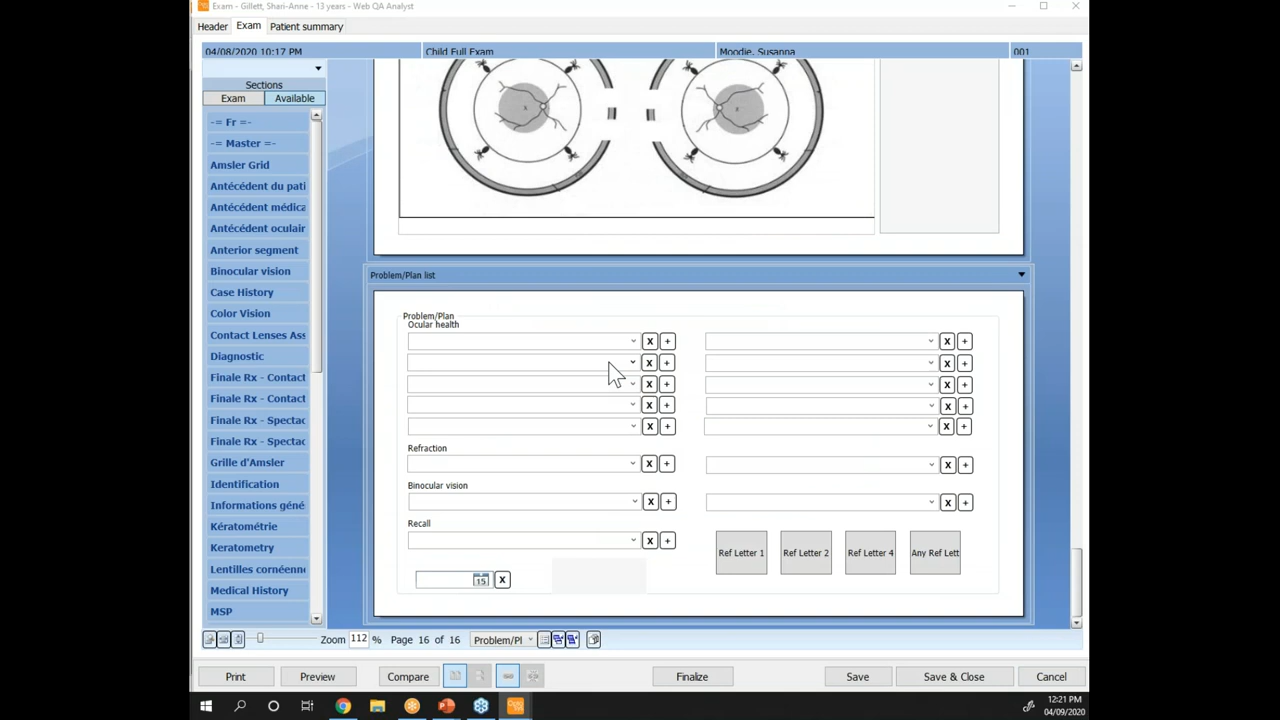 Exam - Gillett, Shari-Anne - 13 years - Web QA Analyst
Header Exam Patient summary
04/08/2020 10:17 PM Child Full Exam Moodie, Susanna 001
Sections
Exam Available
-= Fr =-
-= Master =-
Amsler Grid
Antécédent du pati
Antécédent médica
Antécédent oculair
Anterior segment
Binocular vision
Case History
Color Vision
Contact Lenses Ass
Diagnostic
Finale Rx - Contact
Finale Rx - Contact
Finale Rx - Spectac
Finale Rx - Spectac
Grille d'Amsler
Identification
Informations géné
Kératométrie
Keratometry
Lentilles cornéenne
Medical History
MSP
Problem/Plan list
Problem/Plan
Ocular health
X + X +
X + X +
X + X +
X + X +
X + X +
Refraction
X + X +
Binocular vision
X + X +
Recall
X +
Ref Letter 1 Ref Letter 2 Ref Letter 4 Any Ref Lett
15 X
Zoom 112 % Page 16 of 16 Problem/Pl
Print Preview Compare Finalize Save Save & Close Cancel
12:21 PM
04/09/2020